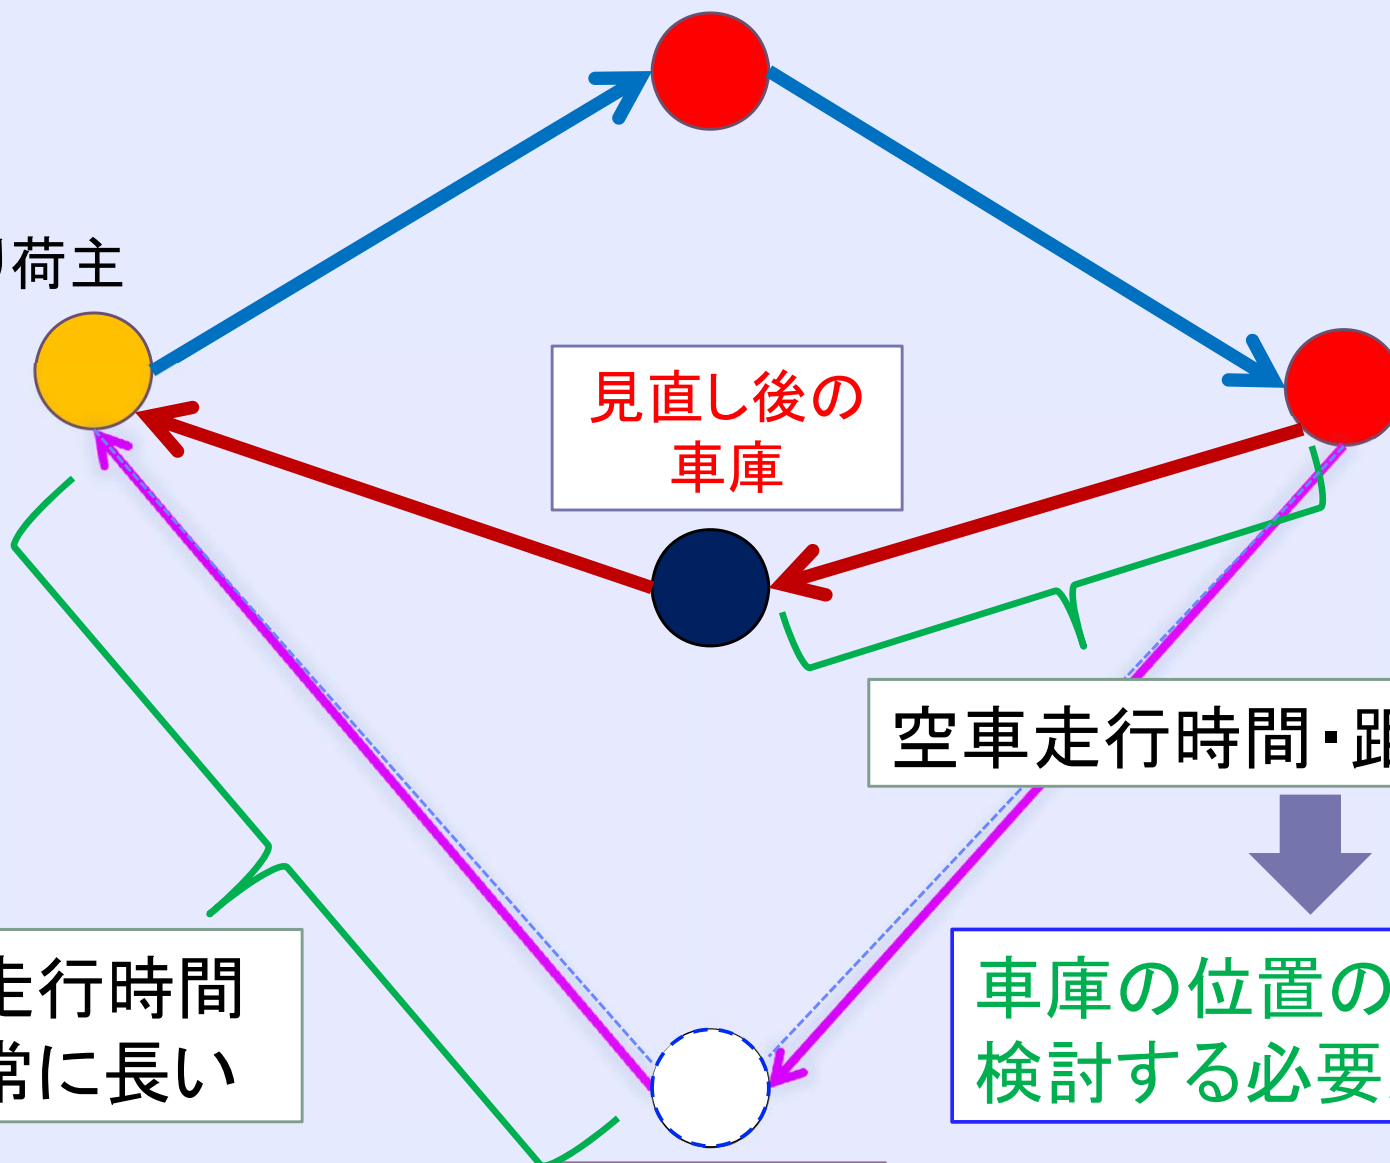 荷主
見直し後の
車庫
空車走行時間・距
走行時間
常に長い
車庫の位置の
検討する必要